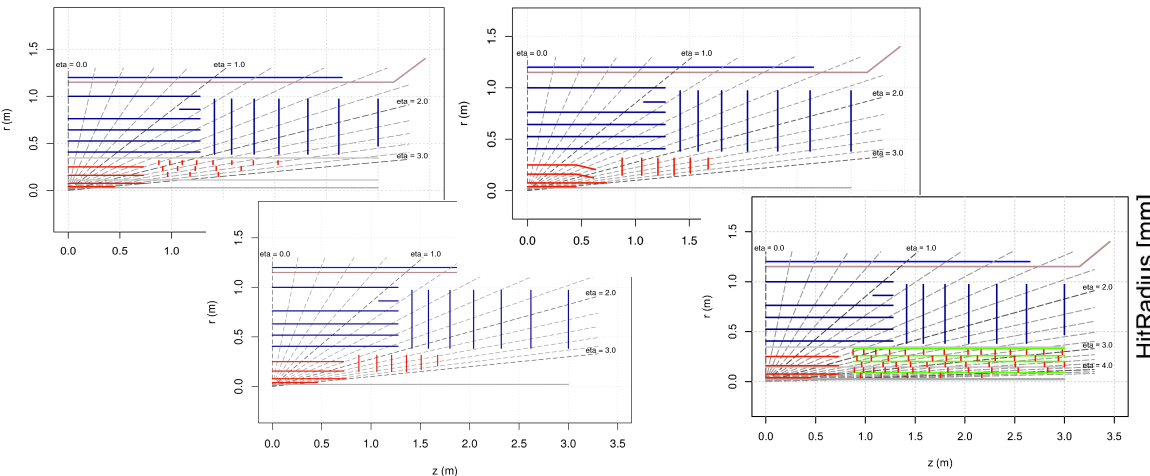 r (m)
1.5
1.0
0.5
0.0
eta = 0.0
eta = 1.0
eta = 2.0
eta = 3.0
0.0
0.5
1.0
r (m)
1.5
1.0
0.5
0.0
eta = 0.0
eta = 1.0
eta = 2.0
eta = 3.0
0.0
0.5
1.0
1.5
r (m)
1.5
1.0
0.5
0.0
eta = 0.0
eta = 1.0
eta = 2.0
eta = 3.0
0.0
0.5
1.0
1.5
2.0
2.5
3.0
3.5
z (m)
r (m)
1.5
1.0
0.5
0.0
eta = 0.0
eta = 1.0
eta = 2.0
eta = 3.0
eta = 4.0
0.0
0.5
1.0
1.5
2.0
2.5
3.0
3.5
z (m)
HitRadius [mm]